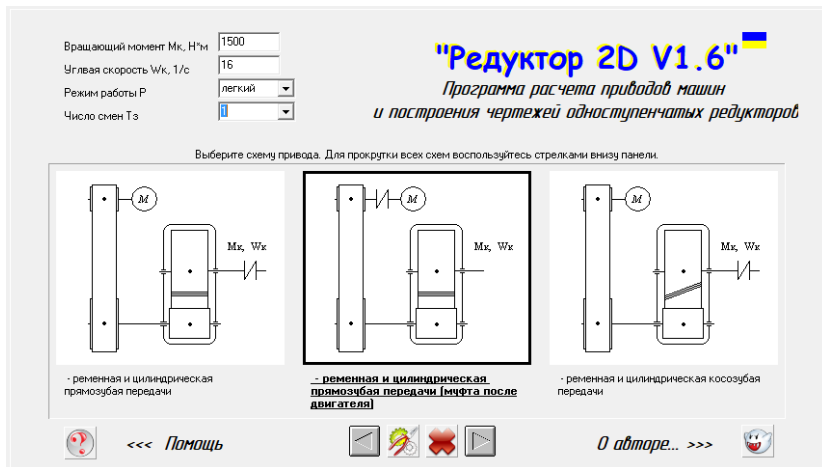 Вращающий момент Мк, Н*м 1500
Углвая скорость Wк, 1/с 16
Режим работы Р легкий
Число смен Тз 1
"Редуктор 2D V1.6"
Программа расчета приводов машин
и построения чертежей одноступенчатых редукторов
Выберите схему привода. Для прокрутки всех схем воспользуйтесь стрелками внизу панели.
М
Мк, Wк
М
Мк, Wк
М
Мк, Wк
- ременная и цилиндрическая
прямозубая передачи
- ременная и цилиндрическая
прямозубая передачи (муфта после
двигателя)
- ременная и цилиндрическая косозубая
передачи
<<< Помощь
О авторе... >>>